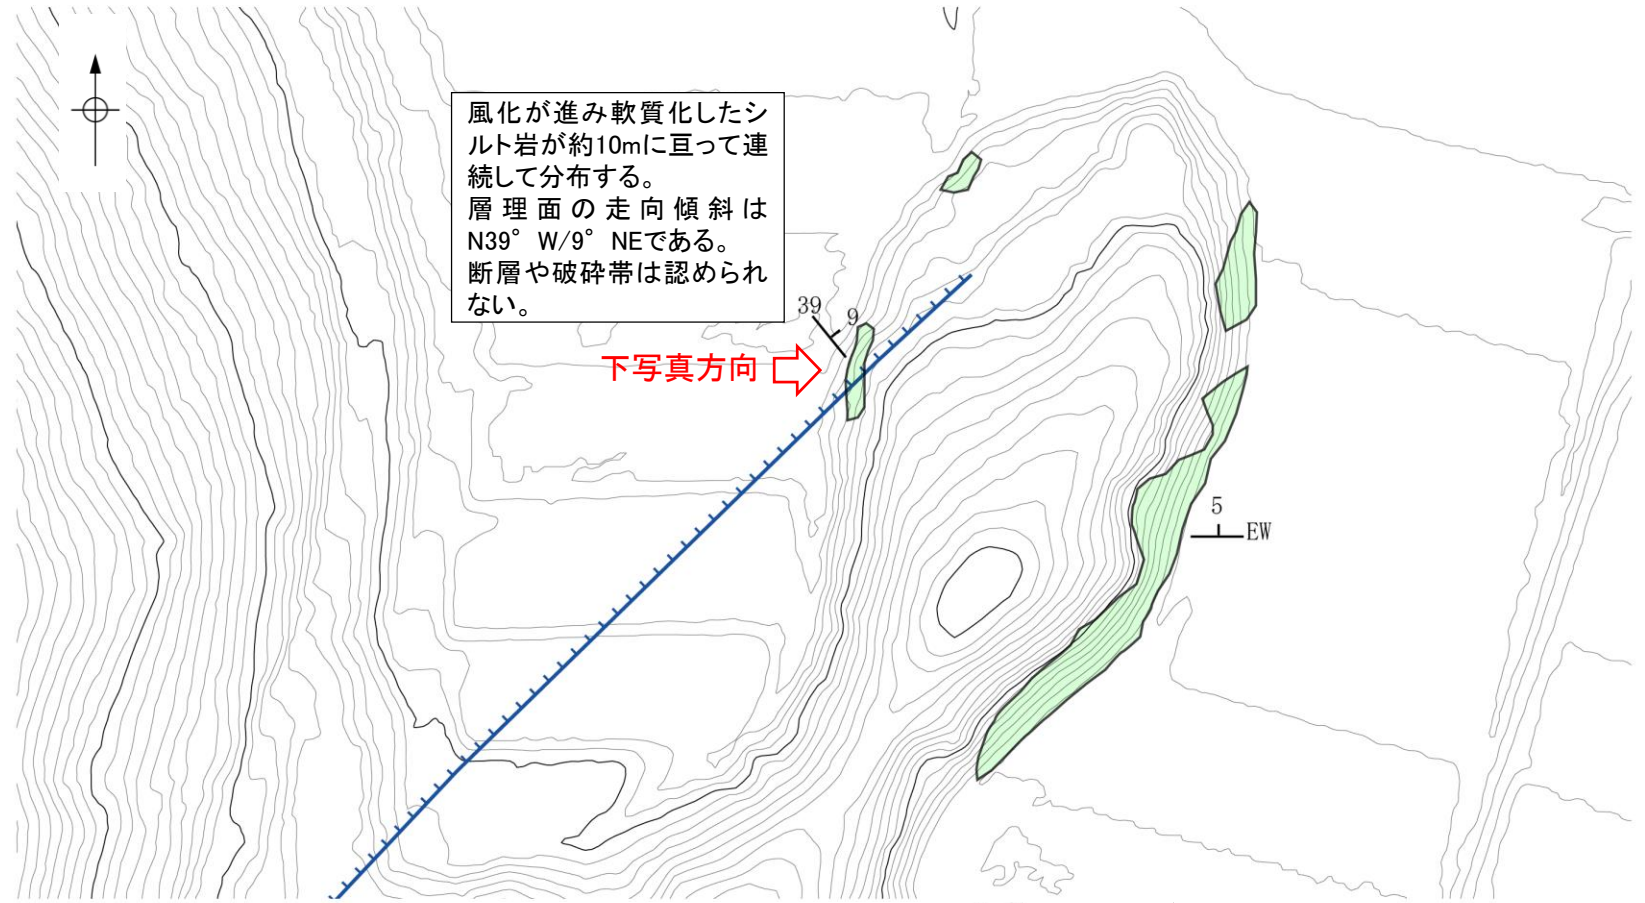 風化が進み軟質化したシ
ルト岩が約10mに亘って連
続して分布する。
層理面の走向傾斜は
N39°W/9°NEである。
断層や破砕帯は認められ
ない。
39
9
下写真方向
5
EW